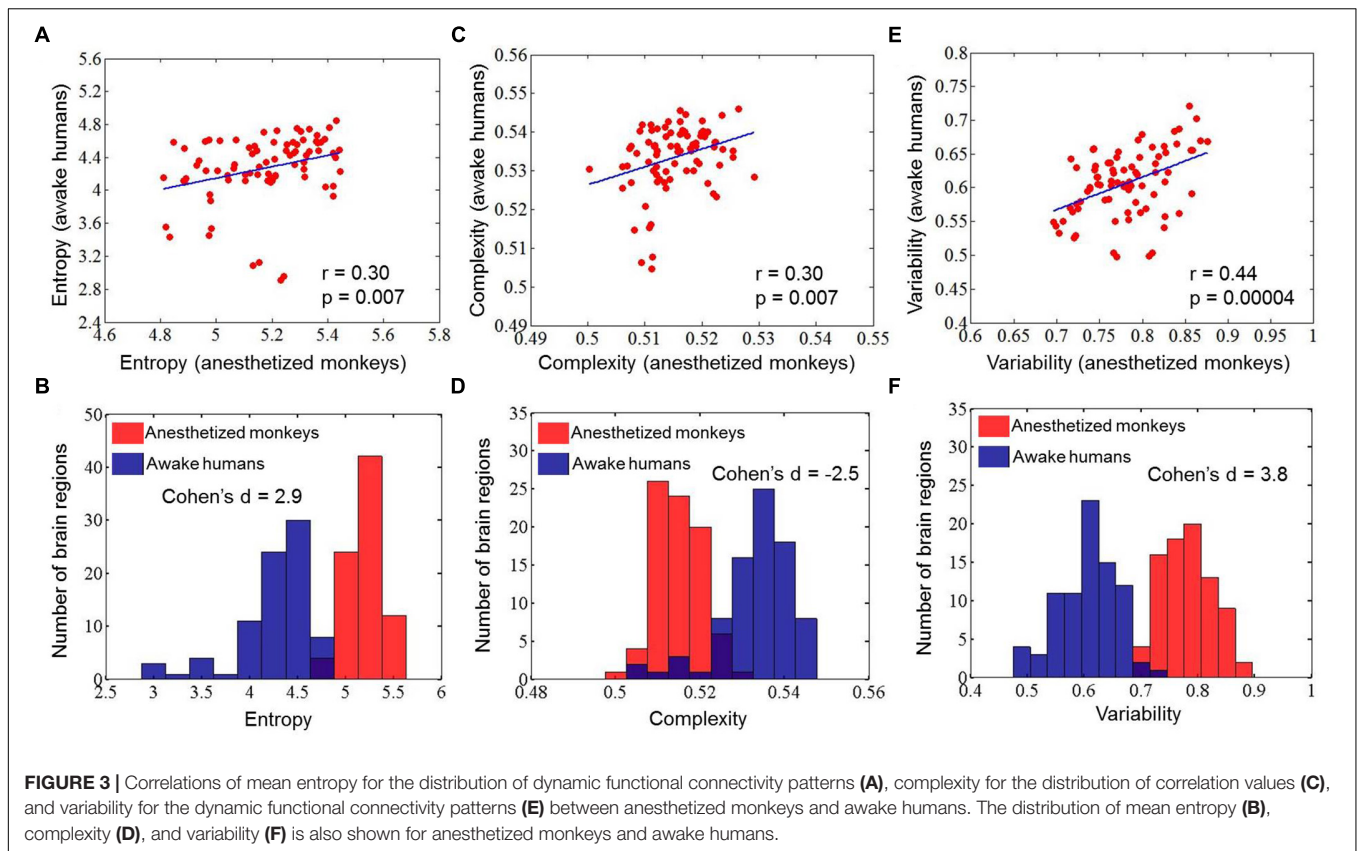 A
5.6
5.2
4.8
4.4
4
3.6
3.2
2.8
2.4
4.6
4.8
5
5.2
5.4
5.6
5.8
Entropy (awake humans)
Entropy (anesthetized monkeys)
r = 0.30
p = 0.007
C
0.56
0.55
0.54
0.53
0.52
0.51
0.5
0.49
0.49
0.5
0.51
0.52
0.53
0.54
0.55
Complexity (awake humans)
Complexity (anesthetized monkeys)
r = 0.30
p = 0.007
E
0.8
0.75
0.7
0.65
0.6
0.55
0.5
0.45
0.4
0.6
0.65
0.7
0.75
0.8
0.85
0.9
0.95
1
Variability (awake humans)
Variability (anesthetized monkeys)
r = 0.44
p = 0.00004
B
50
40
30
20
10
0
2.5
3
3.5
4
4.5
5
5.5
6
Number of brain regions
Entropy
Anesthetized monkeys
Awake humans
Cohen's d = 2.9
D
35
30
25
20
15
10
5
0
0.48
0.5
0.52
0.54
0.56
Number of brain regions
Complexity
Anesthetized monkeys
Awake humans
Cohen's d = -2.5
F
35
30
25
20
15
10
5
0
0.4
0.5
0.6
0.7
0.8
0.9
1
Number of brain regions
Variability
Anesthetized monkeys
Awake humans
Cohen's d = 3.8
FIGURE 3 | Correlations of mean entropy for the distribution of dynamic functional connectivity patterns (A), complexity for the distribution of correlation values (C),
and variability for the dynamic functional connectivity patterns (E) between anesthetized monkeys and awake humans. The distribution of mean entropy (B),
complexity (D), and variability (F) is also shown for anesthetized monkeys and awake humans.